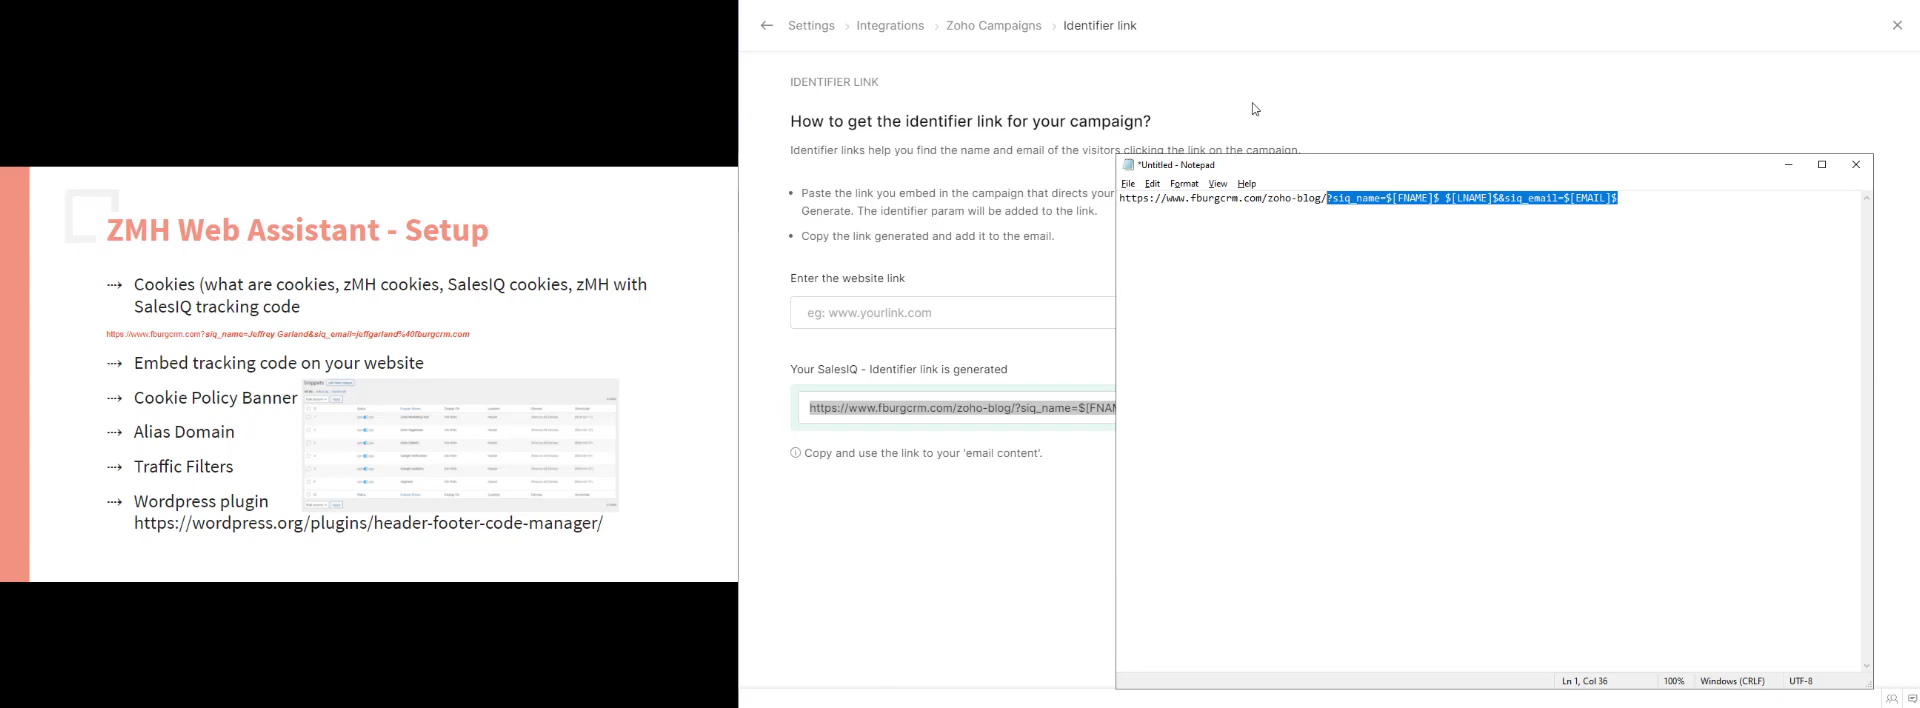 ZMH Web Assistant - Setup
Cookies (what are cookies, zMH cookies, SalesIQ cookies, zMH with
SalesIQ tracking code
https://www.fburgcrm.com?siq_name=Jeffrey Garland&siq_email=jeffgarland%40fburgcrm.com
Embed tracking code on your website
Cookie Policy Banner
Alias Domain
Traffic Filters
Wordpress plugin
https://wordpress.org/plugins/header-footer-code-manager/
Snippets
Settings > Integrations > Zoho Campaigns > Identifier link
IDENTIFIER LINK
How to get the identifier link for your campaign?
Identifier links help you find the name and email of the visitors clicking the link on the campaign.
Paste the link you embed in the campaign that directs your
Generate. The identifier param will be added to the link.
Copy the link generated and add it to the email.
Enter the website link
eg: www.yourlink.com
Your SalesIQ - Identifier link is generated
https://www.fburgcrm.com/zoho-blog/?siq_name=$[FNAM
Copy and use the link to your 'email content'.
*Untitled - Notepad
File Edit Format View Help
https://www.fburgcrm.com/zoho-blog/?siq_name=$[FNAME]$ $[LNAME]$&siq_email=$[EMAIL]$
Ln 1, Col 36 100% Windows (CRLF) UTF-8